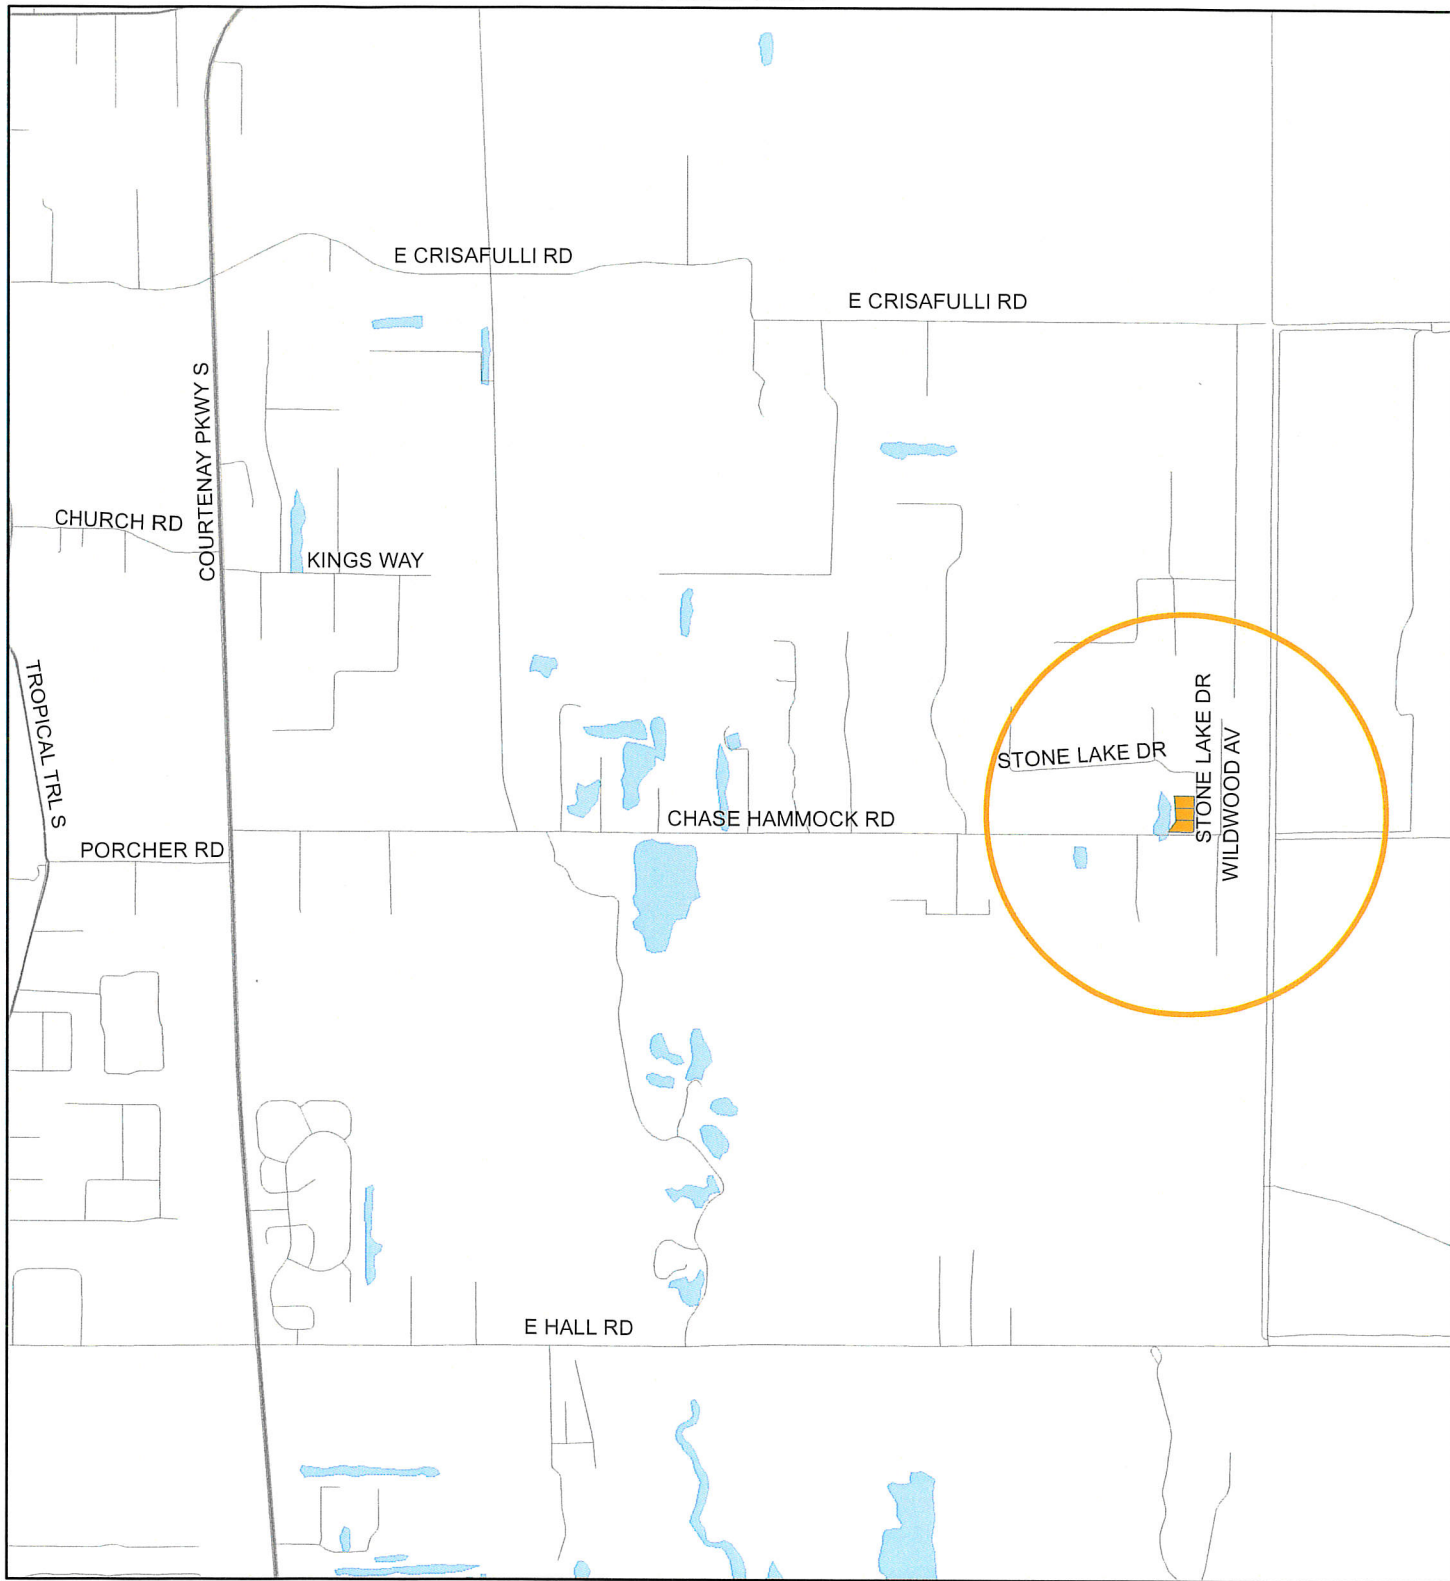 E CRISAFULLI RD
E CRISAFULLI RD
COURTENAY PKWY S
CHURCH RD
KINGS WAY
TROPICAL TRL S
STONE LAKE DR
STONE LAKE DR
WILDWOOD AV
CHASE HAMMOCK RD
PORCHER RD
E HALL RD